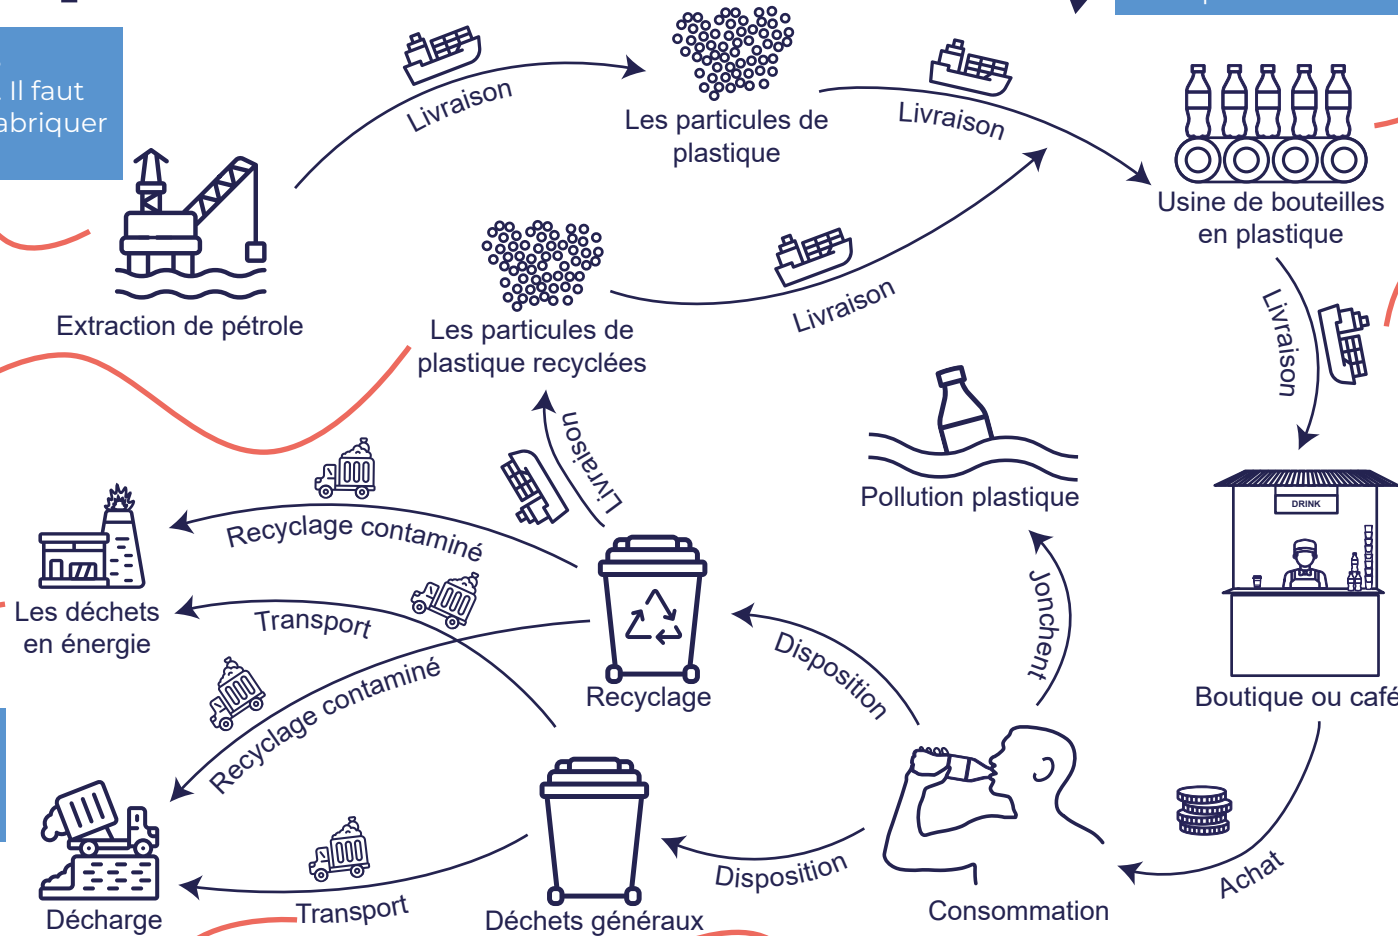 Il faut
abriquer
Livraison
Les particules de
plastique
Livraison
Usine de bouteilles
en plastique
Extraction de pétrole
Les particules de
plastique recyclées
Livraison
Livraison
Livraison
Pollution plastique
DRINK
Recyclage contaminé
Les déchets
en énergie
Transport
Recyclage contaminé
Recyclage
Disposition
Jonchent
Boutique ou café
Achat
Disposition
Consommation
Décharge
Transport
Déchets généraux